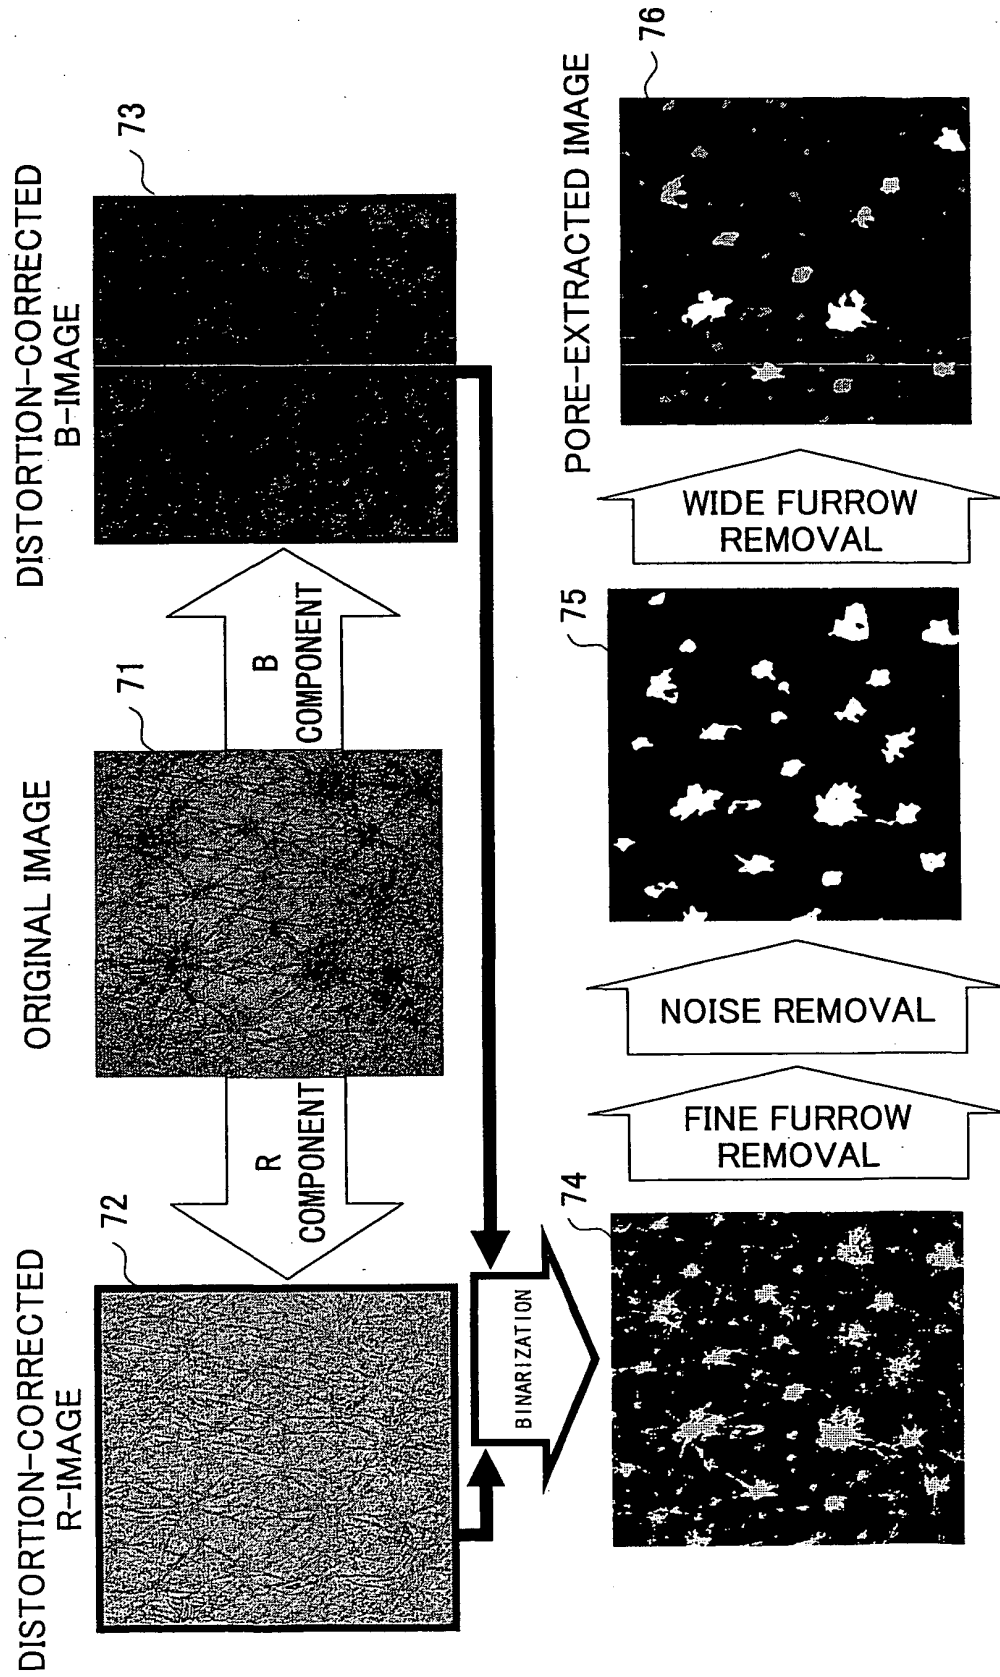 ORIGINAL IMAGE
71
DISTORTION-CORRECTED
R-IMAGE
72
R
COMPONENT
DISTORTION-CORRECTED
B-IMAGE
73
B
COMPONENT
BINARIZATION
74
FINE FURROW
REMOVAL
NOISE REMOVAL
75
WIDE FURROW
REMOVAL
PORE-EXTRACTED IMAGE
76